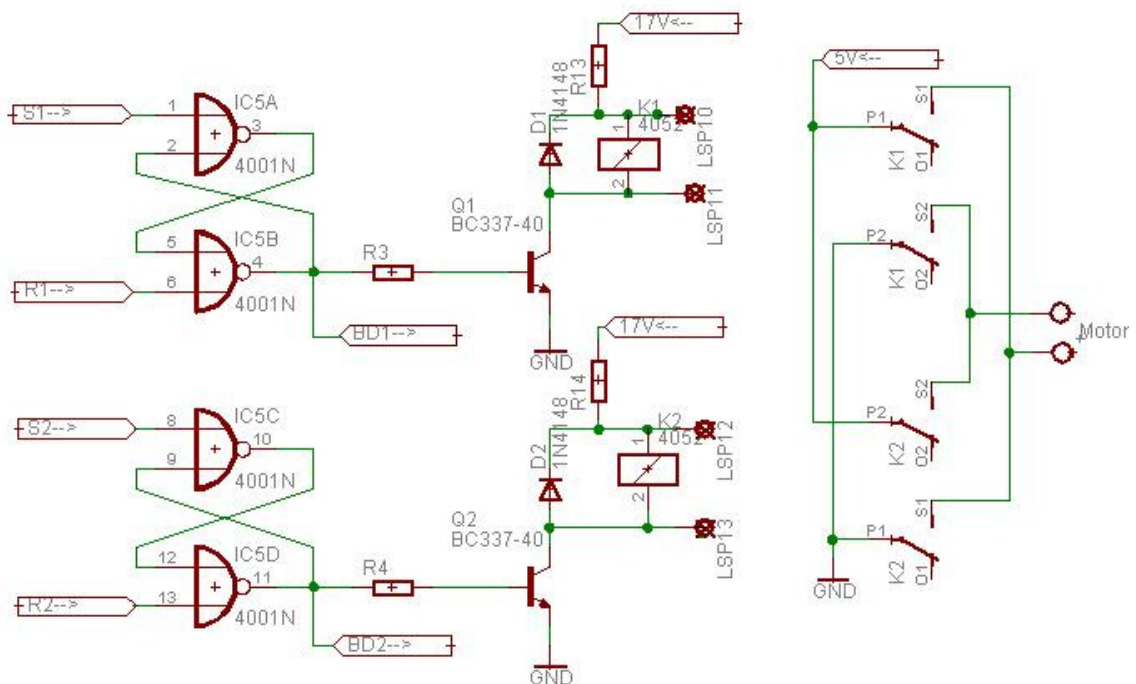 17V<--
R13
K1
1
4052
2
LSP10
LSP11
D1
1N4148
S1-->
1
2
3
IC5A
4001N
5
6
4
IC5B
4001N
R1-->
R3
Q1
BC337-40
BD1-->
GND
17V<--
R14
K2
1
4052
2
LSP12
LSP13
D2
1N4148
S2-->
8
9
10
IC5C
4001N
12
13
11
IC5D
4001N
R2-->
R4
Q2
BC337-40
BD2-->
GND
5V<--
S1
P1
K1
O1
S2
P2
K1
O2
Motor
S2
P2
K2
O2
S1
P1
K2
O1
GND